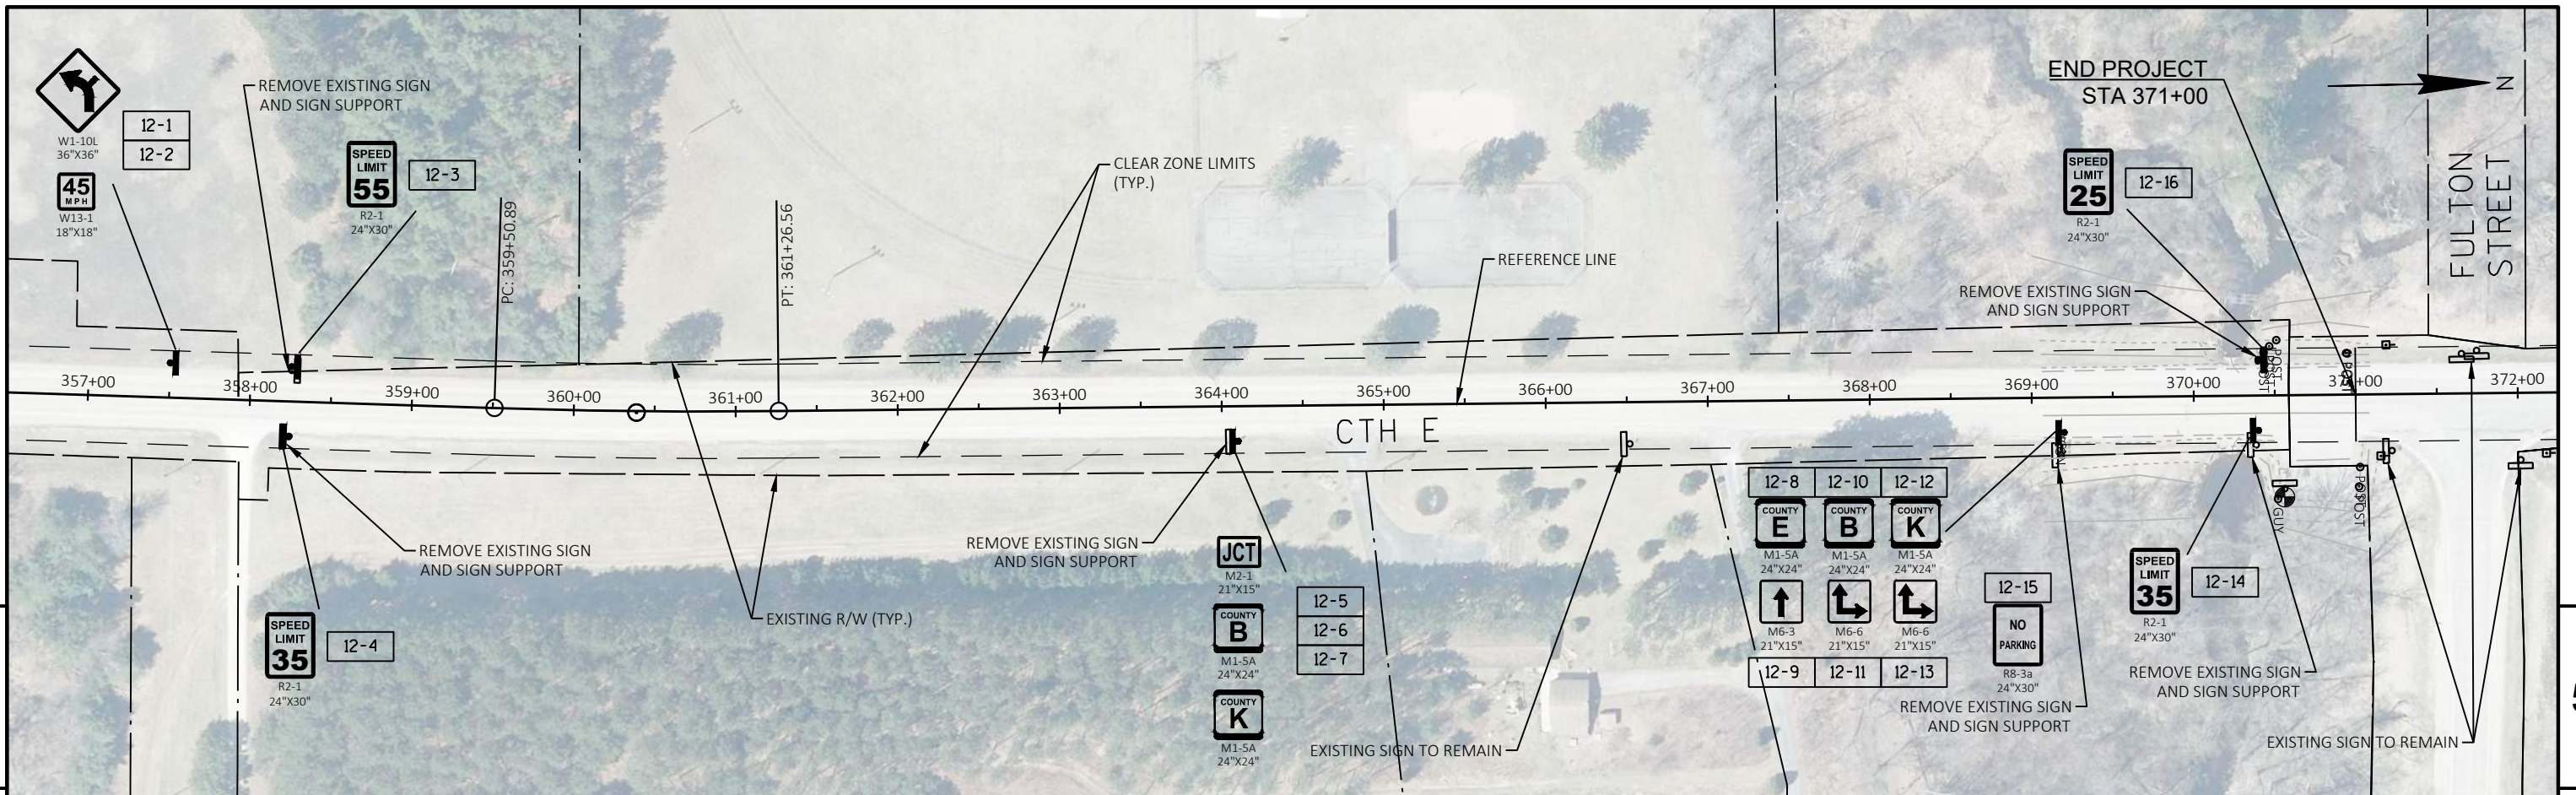 W1-10L
36"X36"
12-1
12-2
45
MPH
W13-1
18"X18"
REMOVE EXISTING SIGN
AND SIGN SUPPORT
SPEED
LIMIT
55
R2-1
24"X30"
12-3
PC: 359+50.89
PT: 361+26.56
CLEAR ZONE LIMITS
(TYP.)
REFERENCE LINE
END PROJECT
STA 371+00
N
SPEED
LIMIT
25
R2-1
24"X30"
12-16
REMOVE EXISTING SIGN
AND SIGN SUPPORT
FULTON
STREET
357+00
358+00
359+00
360+00
361+00
362+00
363+00
364+00
365+00
366+00
367+00
368+00
369+00
370+00
371+00
372+00
POST
POST
POST
CTH E
REMOVE EXISTING SIGN
AND SIGN SUPPORT
SPEED
LIMIT
35
R2-1
24"X30"
12-4
EXISTING R/W (TYP.)
REMOVE EXISTING SIGN
AND SIGN SUPPORT
JCT
M2-1
21"X15"
COUNTY
B
M1-5A
24"X24"
COUNTY
K
M1-5A
24"X24"
12-5
12-6
12-7
EXISTING SIGN TO REMAIN
12-8 12-10 12-12
COUNTY COUNTY COUNTY
E B K
M1-5A M1-5A M1-5A
24"X24" 24"X24" 24"X24"
M6-3 M6-6 M6-6
21"X15" 21"X15" 21"X15"
12-9 12-11 12-13
12-15
NO
PARKING
R8-3a
24"X30"
REMOVE EXISTING SIGN
AND SIGN SUPPORT
SPEED
LIMIT
35
R2-1
24"X30"
12-14
REMOVE EXISTING SIGN
AND SIGN SUPPORT
GUY
POST
EXISTING SIGN TO REMAIN